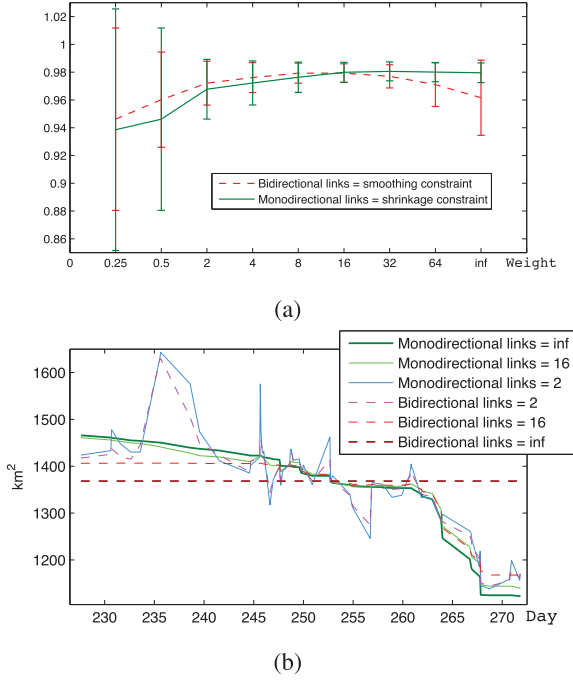 1.02
1
0.98
0.96
0.94
0.92
0.9
0.88
0.86
Bidirectional links = smoothing constraint
Monodirectional links = shrinkage constraint
0 0.25 0.5 2 4 8 16 32 64 inf Weight
(a)
Monodirectional links = inf
Monodirectional links = 16
Monodirectional links = 2
Bidirectional links = 2
Bidirectional links = 16
Bidirectional links = inf
1600
1500
1400
1300
1200
km²
230 235 240 245 250 255 260 265 270 Day
(b)